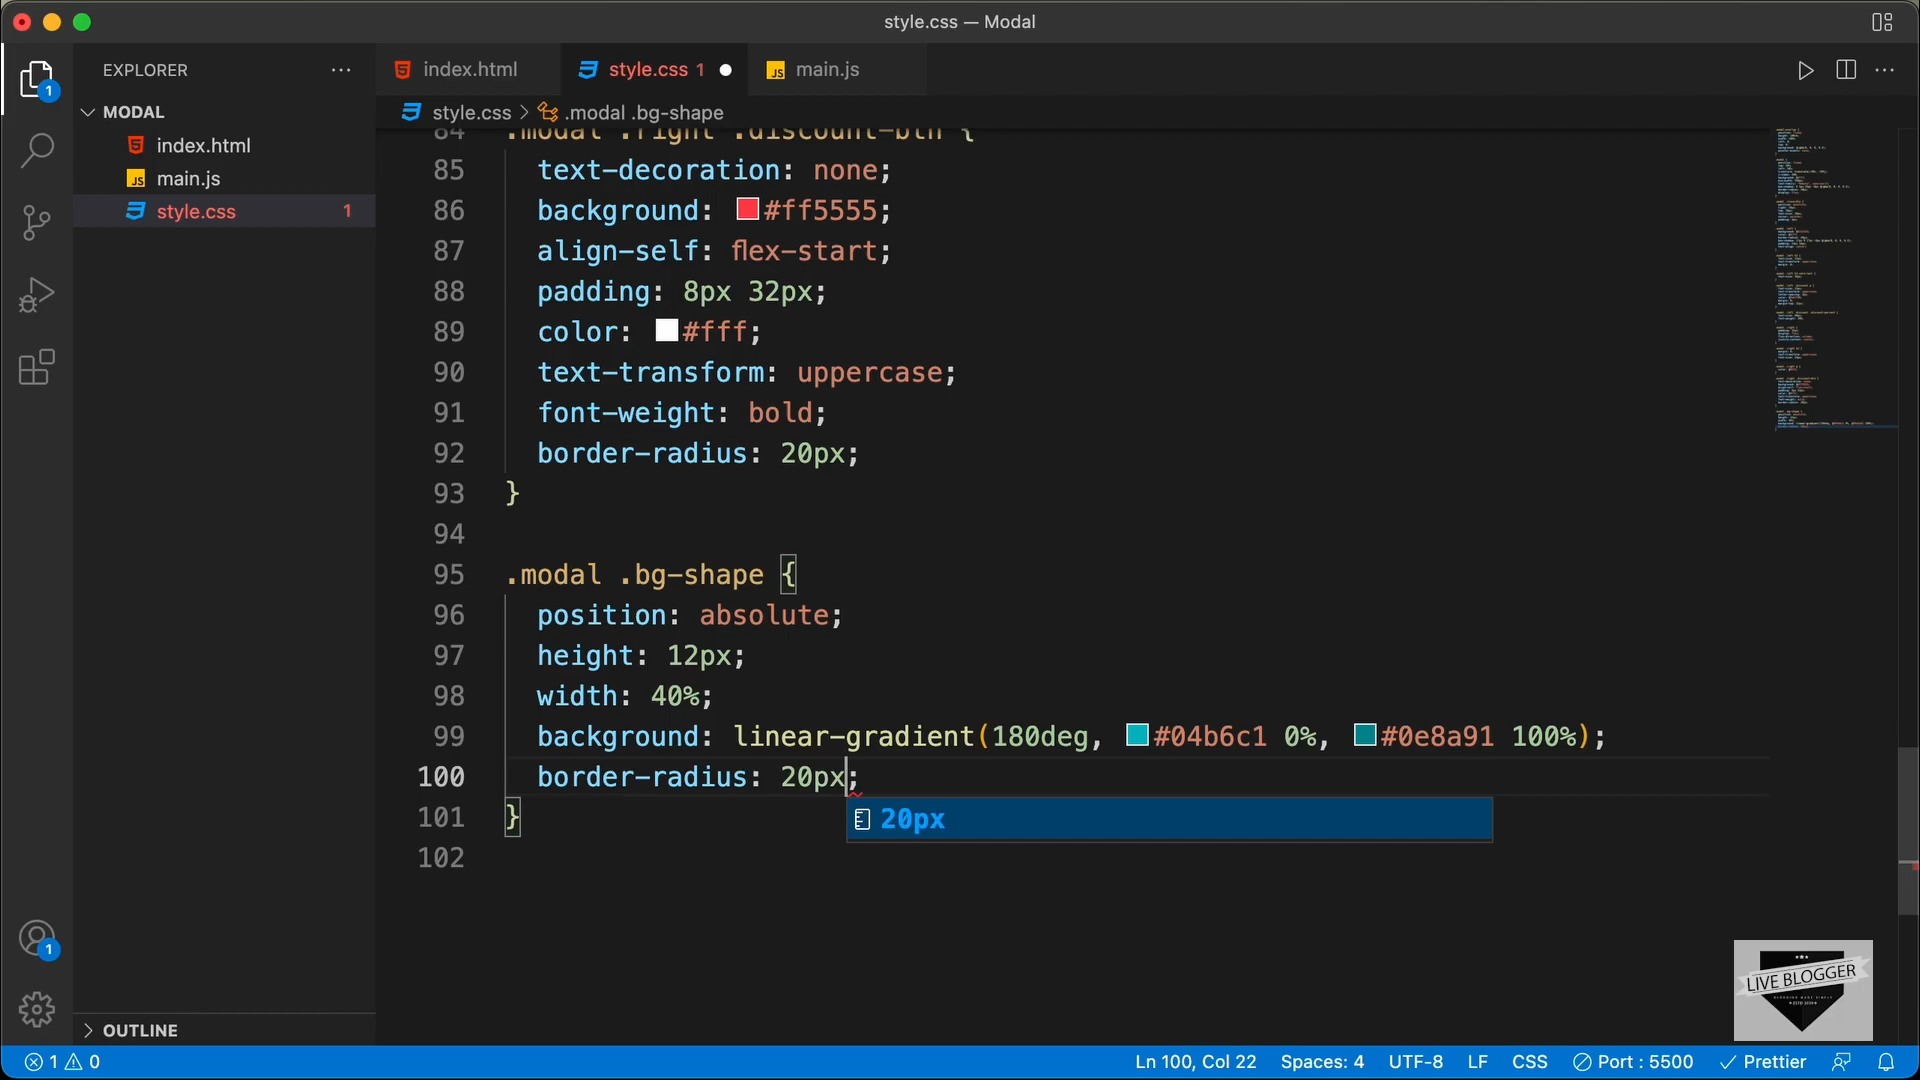 style.css — Modal
EXPLORER
index.html
style.css 1
main.js
1
MODAL
style.css > .modal .bg-shape
index.html
main.js
style.css 1
84 .modal .right .discount-btn {
85 text-decoration: none;
86 background: #ff5555;
87 align-self: flex-start;
88 padding: 8px 32px;
89 color: #fff;
90 text-transform: uppercase;
91 font-weight: bold;
92 border-radius: 20px;
93 }
94
95 .modal .bg-shape {
96 position: absolute;
97 height: 12px;
98 width: 40%;
99 background: linear-gradient(180deg, #04b6c1 0%, #0e8a91 100%);
100 border-radius: 20px;
101 }
20px
102
1
OUTLINE
LIVE BLOGGER
1 0
Ln 100, Col 22 Spaces: 4 UTF-8 LF CSS Port : 5500 Prettier